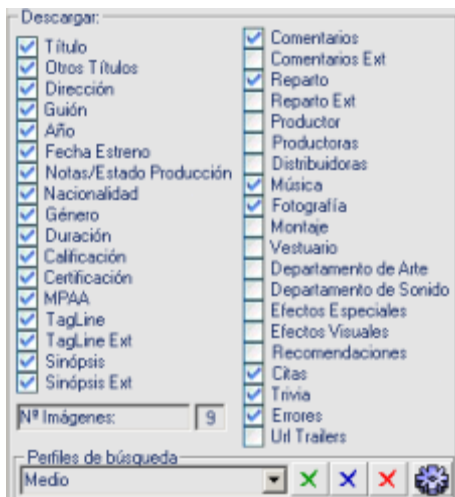 Descargar:
Título
Otros Títulos
Dirección
Guión
Año
Fecha Estreno
Notas/Estado Producción
Nacionalidad
Género
Duración
Calificación
Certificación
MPAA
TagLine
TagLine Ext
Sinópsis
Sinópsis Ext
Nº Imágenes: 9
Comentarios
Comentarios Ext
Reparto
Reparto Ext
Productor
Productoras
Distribuidoras
Música
Fotografía
Montaje
Vestuario
Departamento de Arte
Departamento de Sonido
Efectos Especiales
Efectos Visuales
Recomendaciones
Citas
Trivia
Errores
Url Trailers
Perfiles de búsqueda
Medio